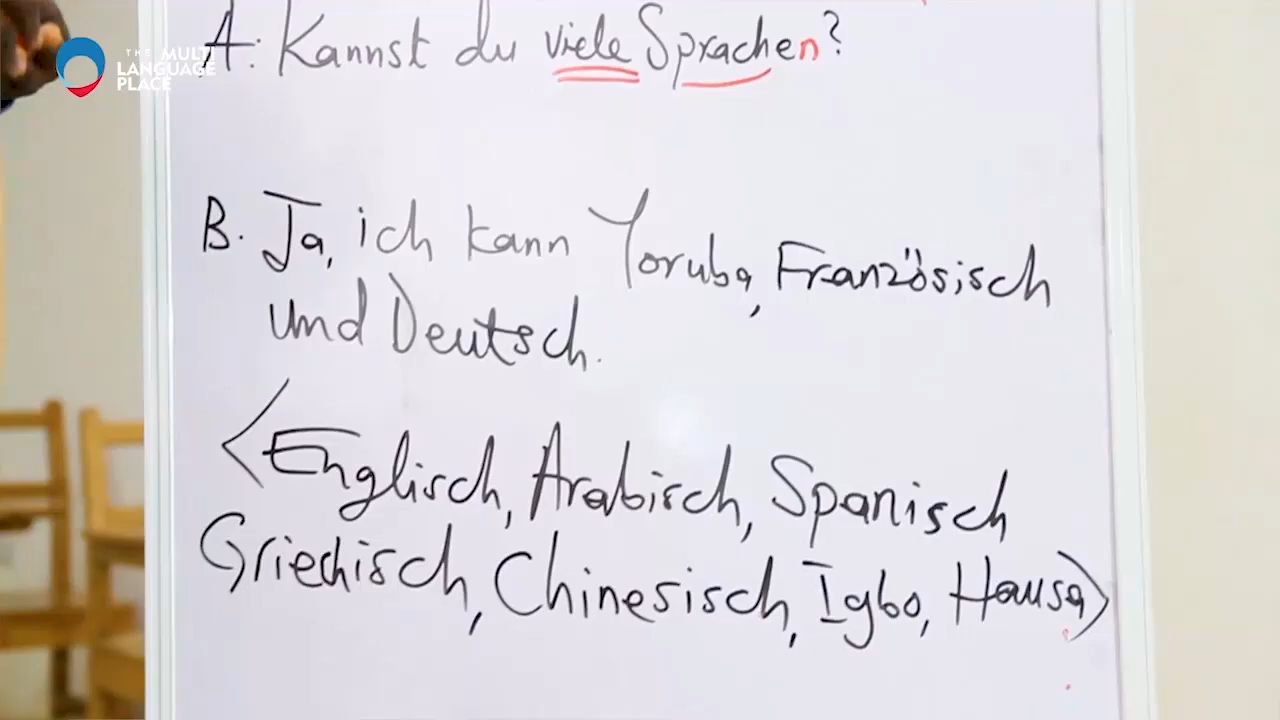 THE MULTI
LANGUAGE
PLACE
A: Kannst du viele Sprachen?
B. Ja, ich kann Yoruba, Französisch
und Deutsch.
<Englisch, Arabisch, Spanisch
Griechisch, Chinesisch, Igbo, Hausa>